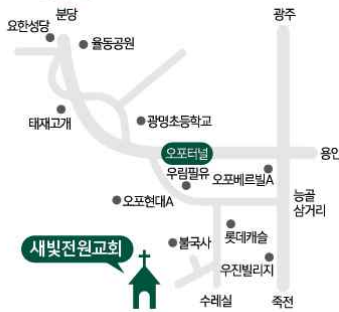 분당
광주
요한성당
율동공원
태재고개
광명초등학교
오포터널
용인
우림필유
오포베르빌A
능골
삼거리
오포현대A
롯데캐슬
불국사
새빛전원교회
우진빌리지
수레실
죽전